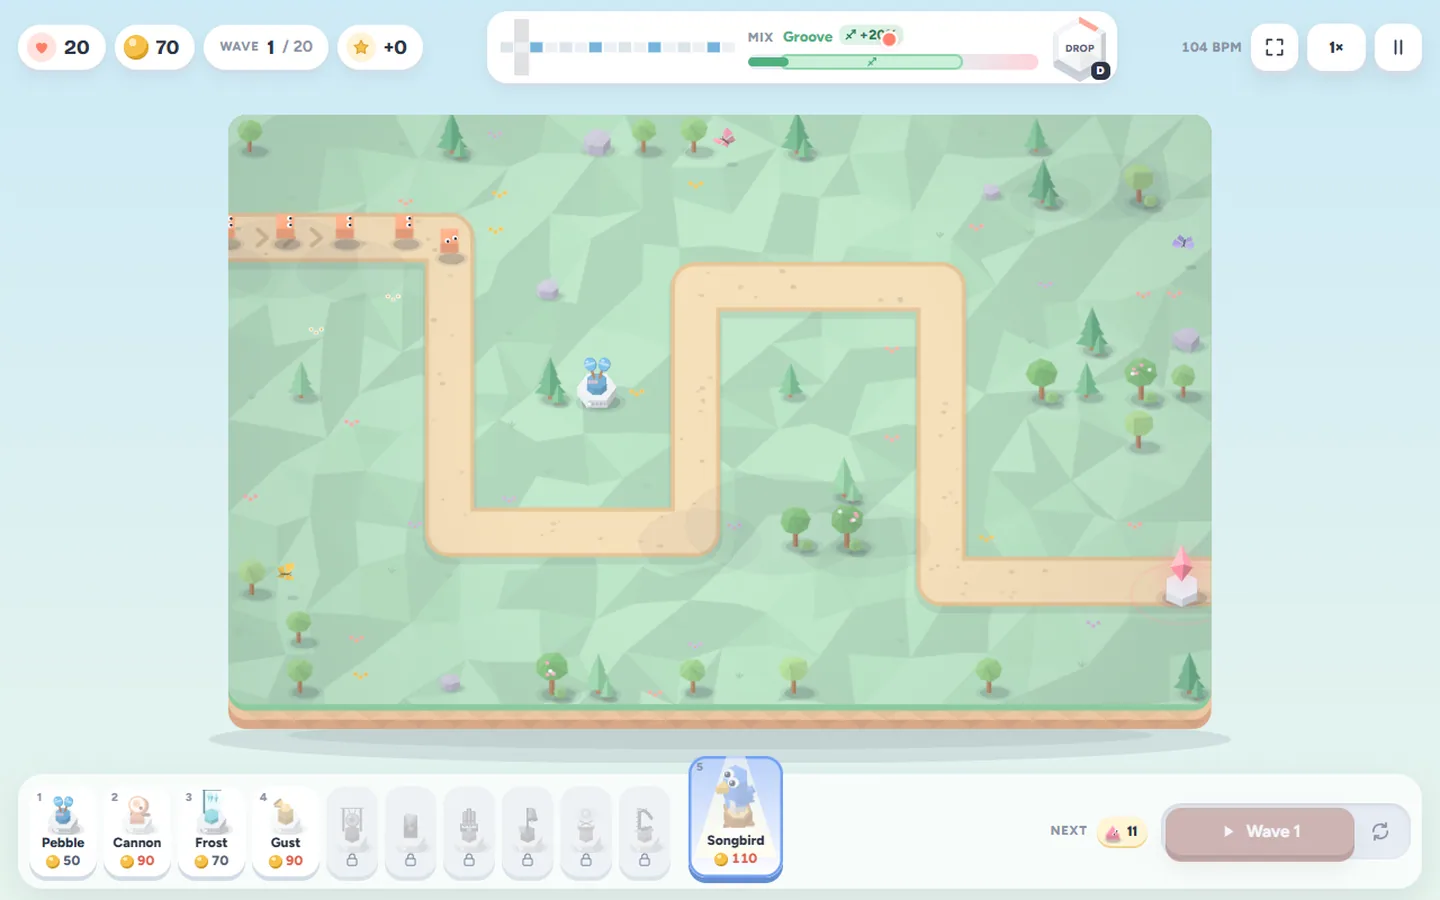 20
70
WAVE 1 / 20
+0
MIX Groove
DROP
D
104 BPM
1×
1
Pebble
50
2
Cannon
90
3
Frost
70
4
Gust
90
5
Songbird
110
NEXT
11
Wave 1